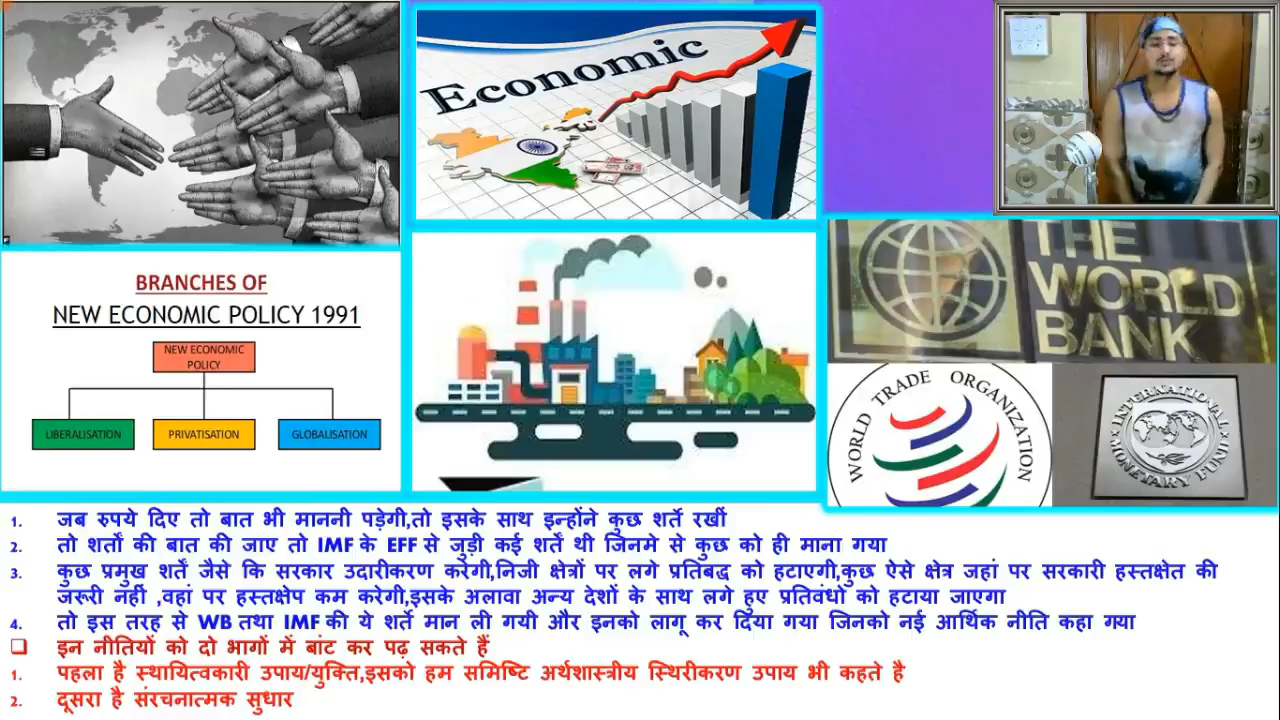 Economic
THE
WORLD
BANK
BRANCHES OF
NEW ECONOMIC POLICY 1991
NEW ECONOMIC
POLICY
LIBERALISATION
PRIVATISATION
GLOBALISATION
WORLD TRADE ORGANIZATION
INTERNATIONAL
MONETARY FUND
1. जब रुपये दिए तो बात भी माननी पड़ेगी,तो इसके साथ इन्होंने कुछ शर्ते रखीं
2. तो शर्तों की बात की जाए तो IMF के EFF से जुड़ी कई शर्तें थी जिनमे से कुछ को ही माना गया
3. कुछ प्रमुख शर्तें जैसे कि सरकार उदारीकरण करेगी,निजी क्षेत्रों पर लगे प्रतिबद्ध को हटाएगी,कुछ ऐसे क्षेत्र जहां पर सरकारी हस्तक्षेत की
जरूरी नहीं ,वहां पर हस्तक्षेप कम करेगी,इसके अलावा अन्य देशों के साथ लगे हुए प्रतिवंधो को हटाया जाएगा
4. तो इस तरह से WB तथा IMF की ये शर्ते मान ली गयी और इनको लागू कर दिया गया जिनको नई आर्थिक नीति कहा गया
❑ इन नीतियों को दो भागों में बांट कर पढ़ सकते हैं
1. पहला है स्थायित्वकारी उपाय/युक्ति,इसको हम समिष्टि अर्थशास्त्रीय स्थिरीकरण उपाय भी कहते है
2. दूसरा है संरचनात्मक सुधार